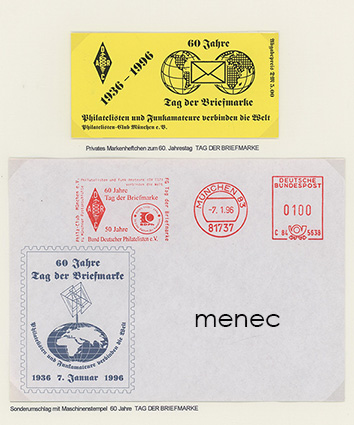 60 Jahre
1936 - 1996
Tag der Briefmarke
Philatelisten und Funkamateure verbinden die Welt
Philatelisten-Club München e.V.
Privates Markenheftchen zum 60. Jahrestag TAG DER BRIEFMARKE
60 Jahre
Tag der Briefmarke
50 Jahre
Bund Deutscher Philatelisten e.V.
MÜNCHEN 83
-7.1.96
81737
DEUTSCHE
BUNDESPOST
0100
60 Jahre
Tag der Briefmarke
Philatelisten und Funkamateure verbinden die Welt
1936 7. Januar 1996
menec
Sonderumschlag mit Maschinenstempel 60 Jahre TAG DER BRIEFMARKE